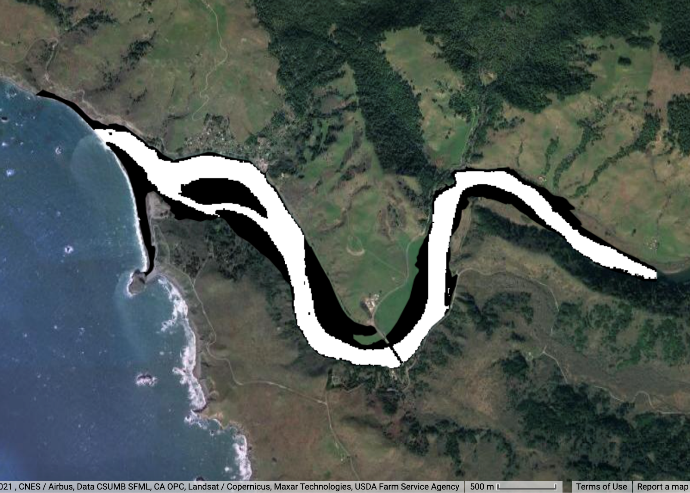 021 , CNES / Airbus, Data CSUMB SFML, CA OPC, Landsat / Copernicus, Maxar Technologies, USDA Farm Service Agency 500 m Terms of Use Report a map